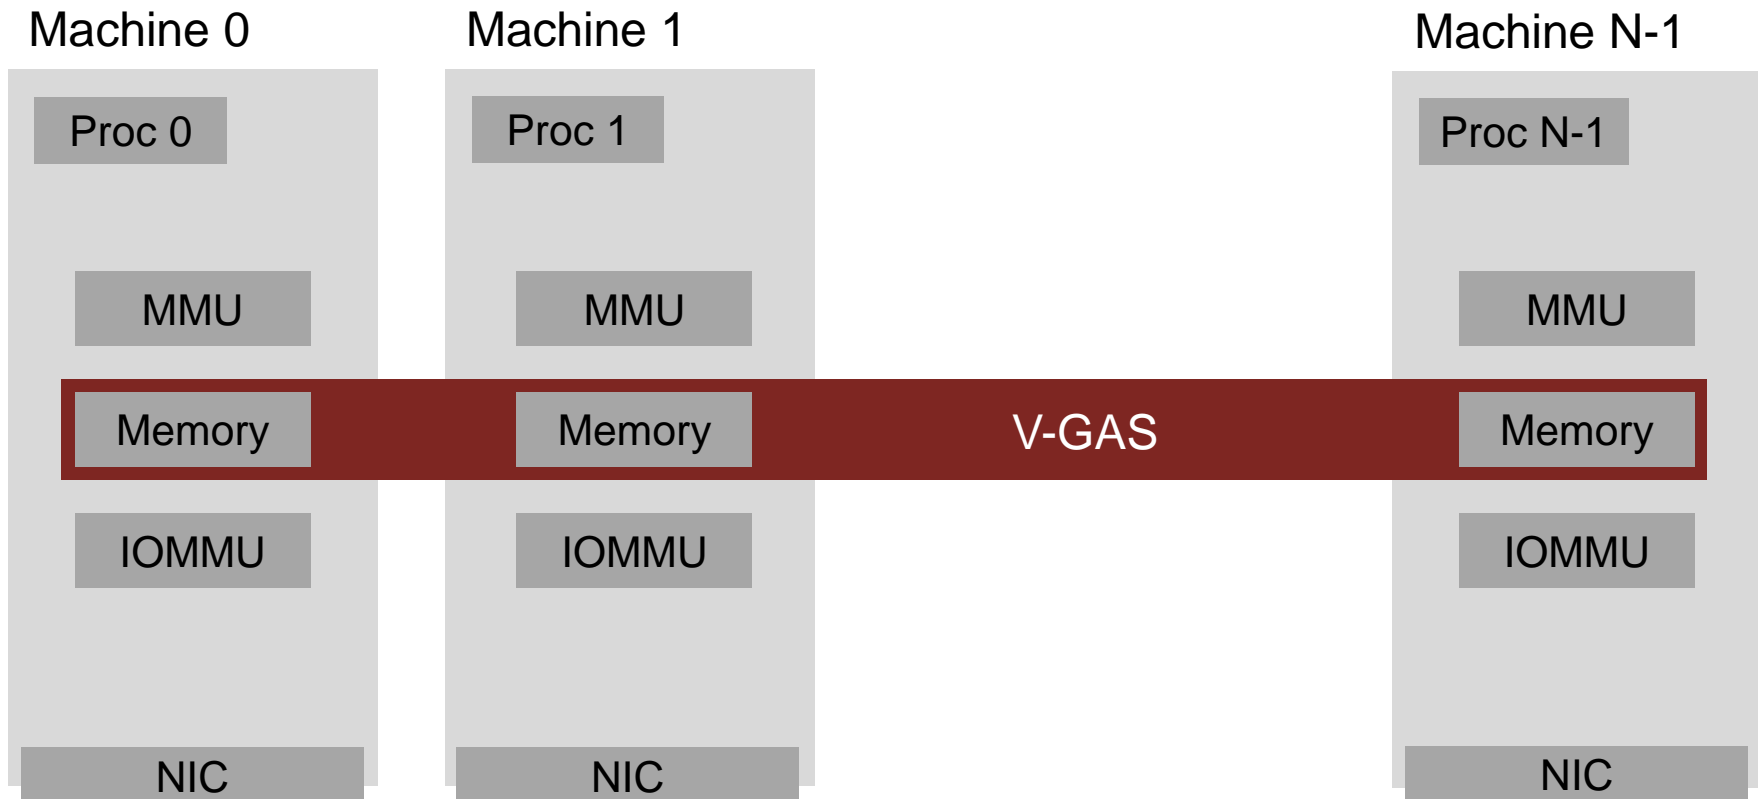 Machine 0
Machine 1
Machine N-1
Proc 0
Proc 1
Proc N-1
MMU
MMU
MMU
Memory
Memory
V-GAS
Memory
IOMMU
IOMMU
IOMMU
NIC
NIC
NIC